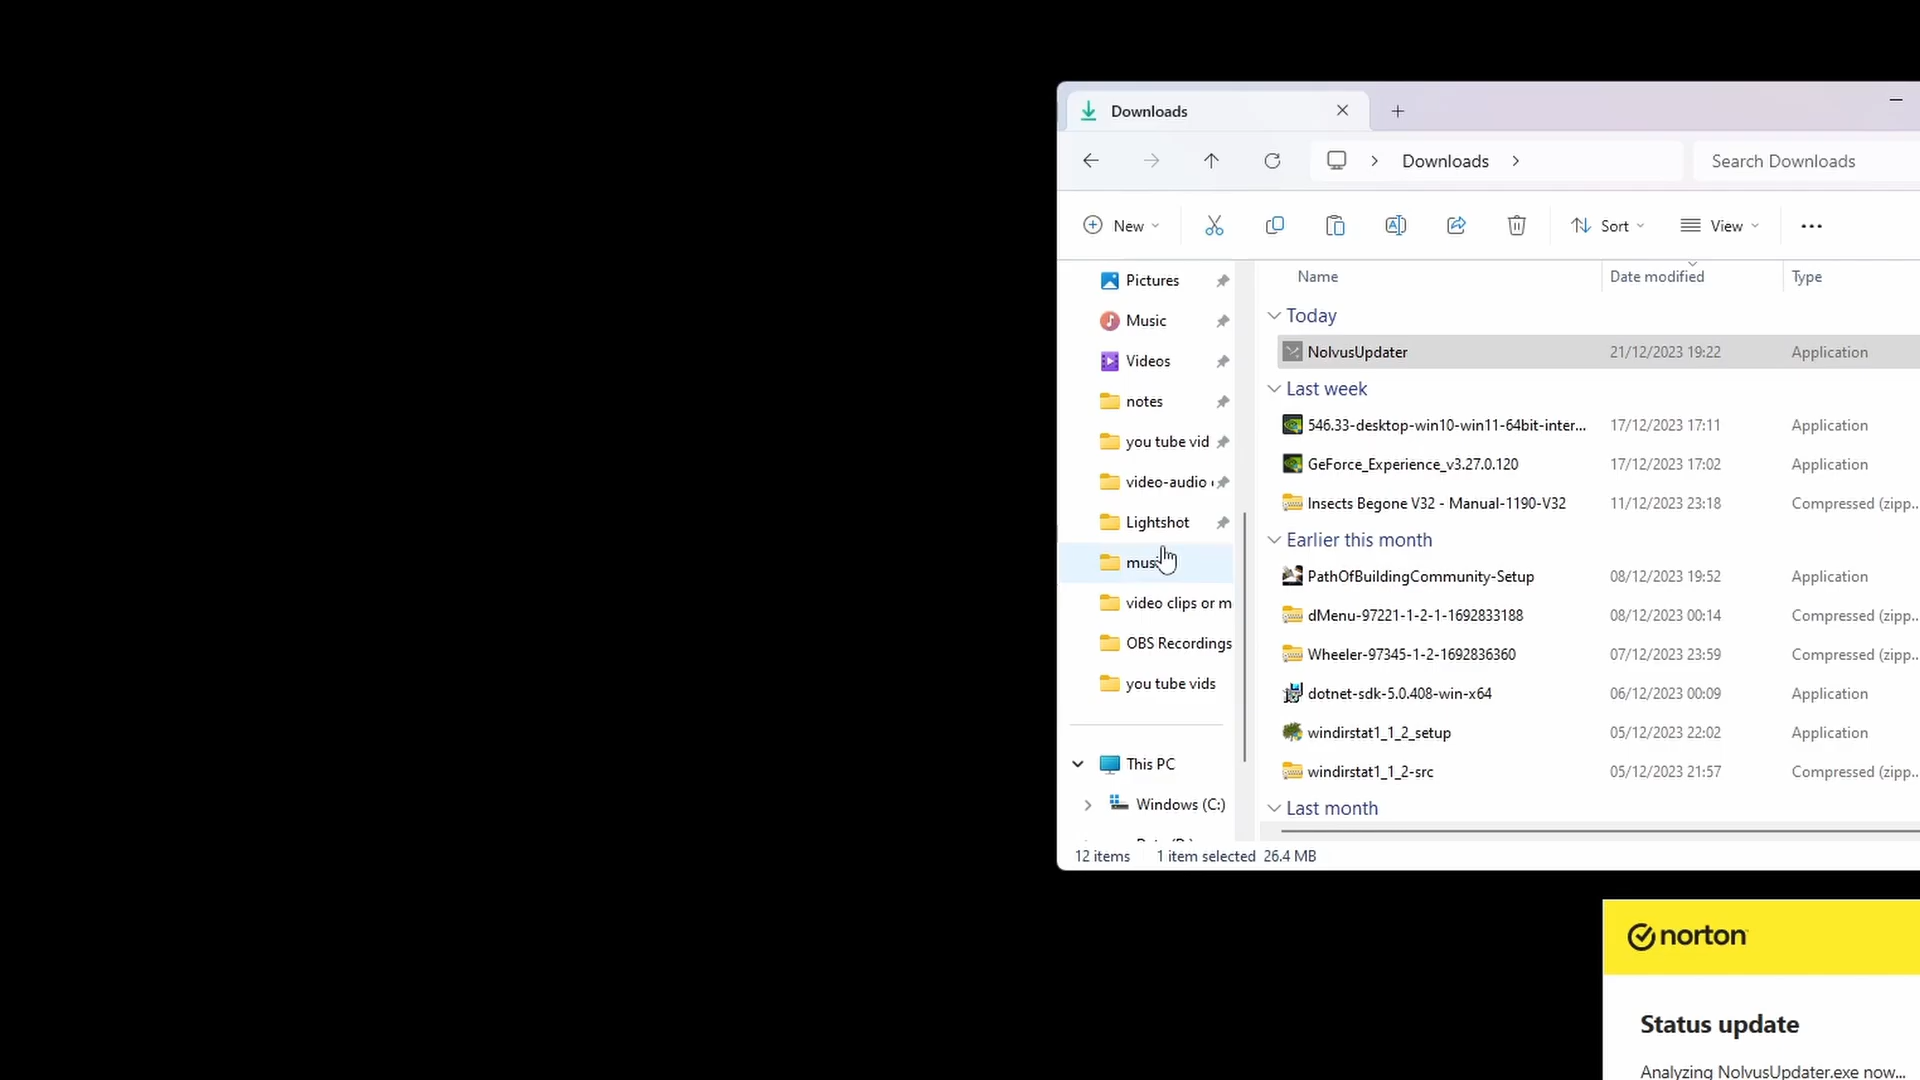 Downloads
Downloads
Search Downloads
New
Sort
View
Pictures
Music
Videos
notes
you tube vid
video-audio
Lightshot
video clips or m
OBS Recordings
you tube vids
This PC
Windows (C:)
Name Date modified Type
Today
NolvusUpdater 21/12/2023 19:22 Application
Last week
546.33-desktop-win10-win11-64bit-inter... 17/12/2023 17:11 Application
GeForce_Experience_v3.27.0.120 17/12/2023 17:02 Application
Insects Begone V32 - Manual-1190-V32 11/12/2023 23:18 Compressed (zipp...
Earlier this month
PathOfBuildingCommunity-Setup 08/12/2023 19:52 Application
dMenu-97221-1-2-1-1692833188 08/12/2023 00:14 Compressed (zipp...
Wheeler-97345-1-2-1692836360 07/12/2023 23:59 Compressed (zipp...
dotnet-sdk-5.0.408-win-x64 06/12/2023 00:09 Application
windirstat1_1_2_setup 05/12/2023 22:02 Application
windirstat1_1_2-src 05/12/2023 21:57 Compressed (zipp...
Last month
12 items 1 item selected 26.4 MB
norton
Status update
Analyzing NolvusUpdater.exe now...